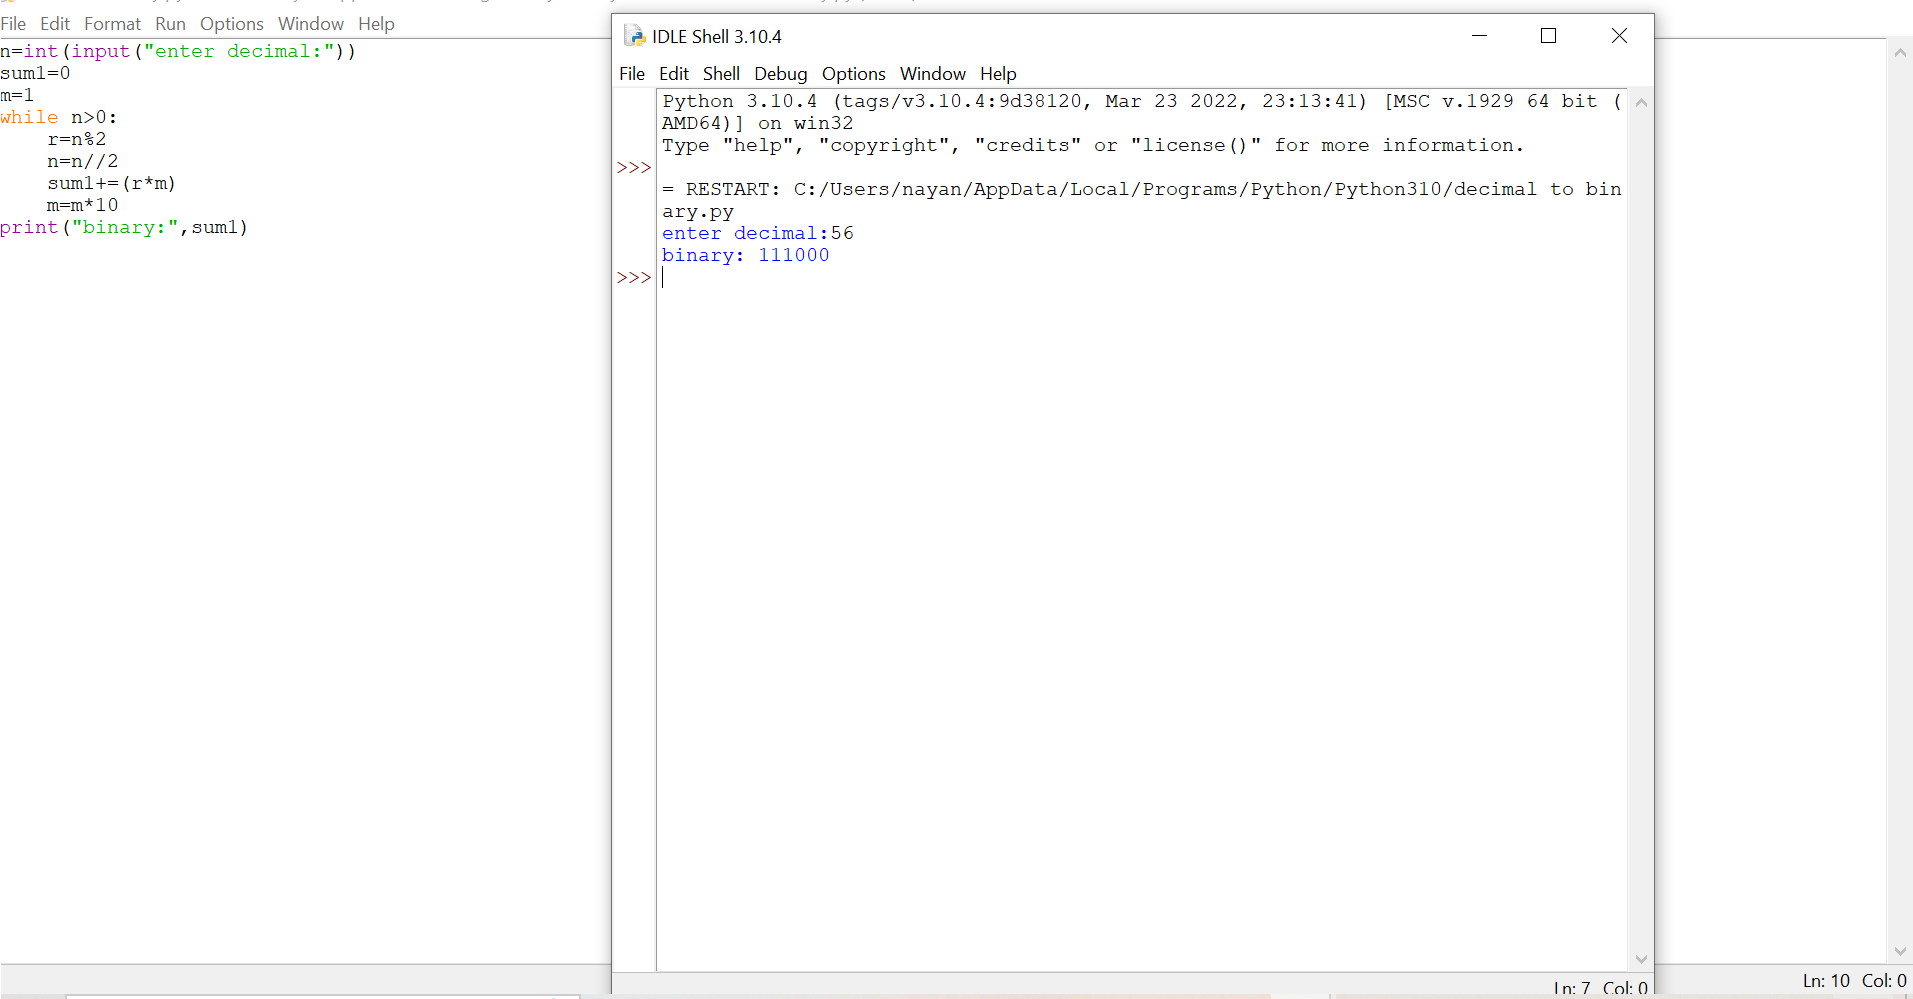 File Edit Format Run Options Window Help
n=int(input("enter decimal:"))
sum1=0
m=1
while n>0:
    r=n%2
    n=n//2
    sum1+=(r*m)
    m=m*10
print("binary:",sum1)
IDLE Shell 3.10.4
File Edit Shell Debug Options Window Help
Python 3.10.4 (tags/v3.10.4:9d38120, Mar 23 2022, 23:13:41) [MSC v.1929 64 bit (
AMD64)] on win32
Type "help", "copyright", "credits" or "license()" for more information.
>>>
= RESTART: C:/Users/nayan/AppData/Local/Programs/Python/Python310/decimal to bin
ary.py
enter decimal:56
binary: 111000
>>>
Ln: 7 Col: 0
Ln: 10 Col: 0